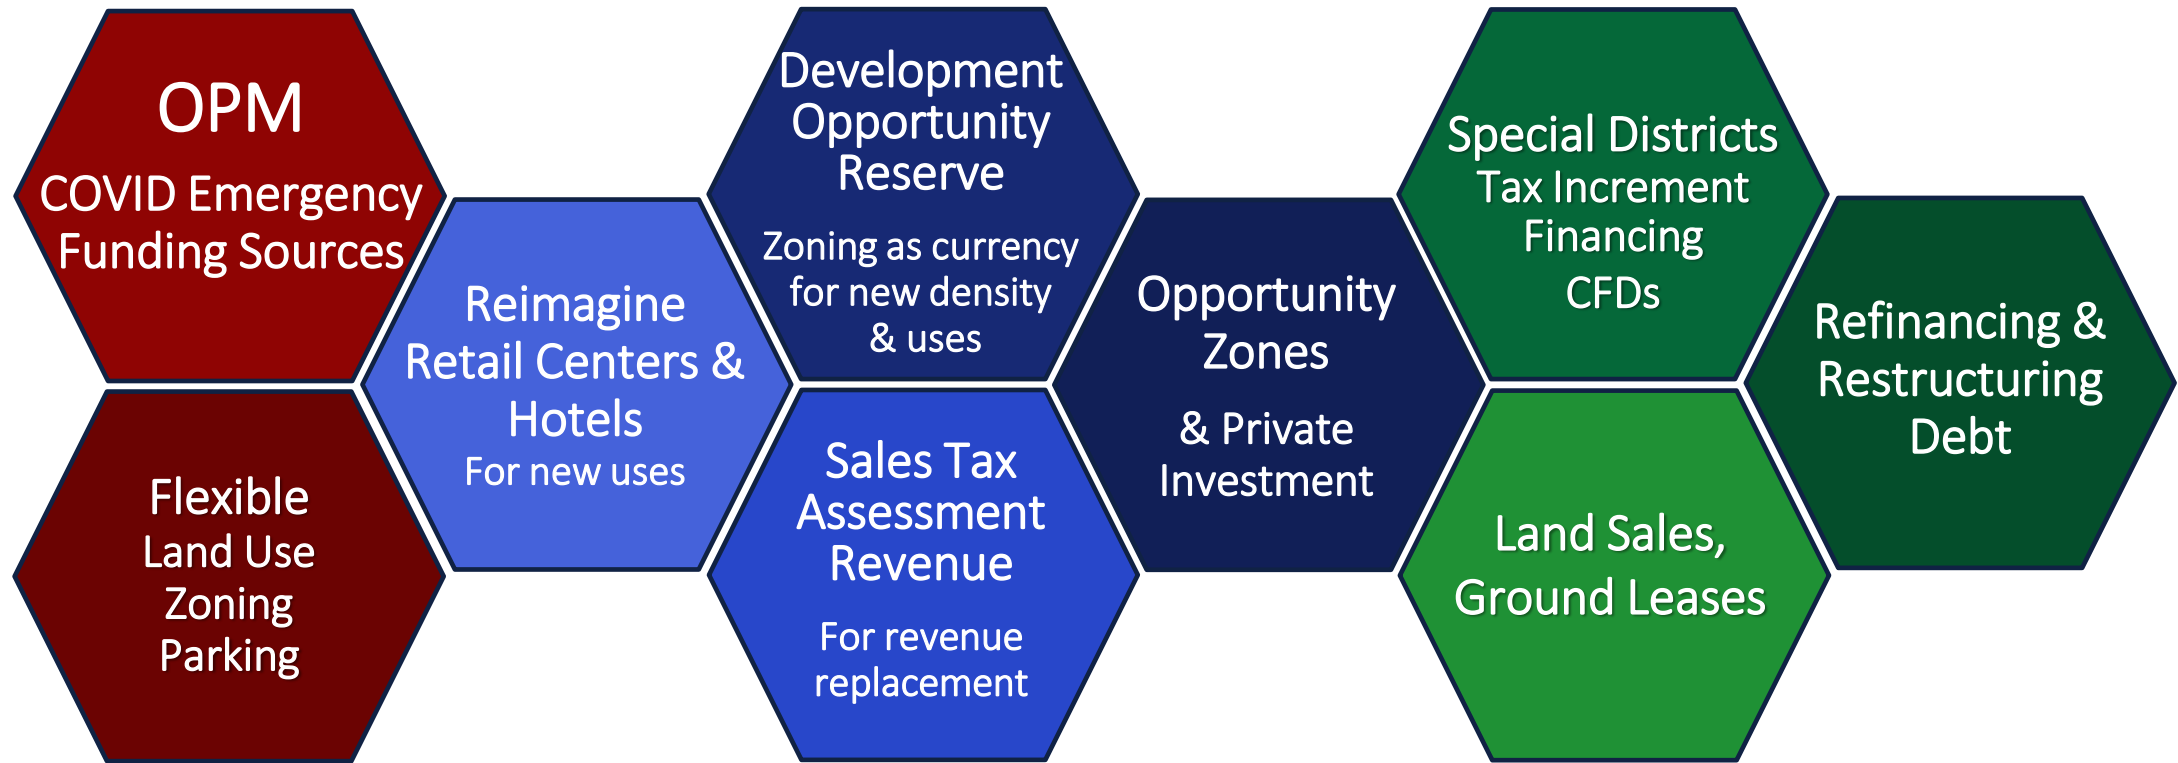 OPM
COVID Emergency
Funding Sources
Flexible
Land Use
Zoning
Parking
Reimagine
Retail Centers &
Hotels
For new uses
Development
Opportunity
Reserve
Zoning as currency
for new density
& uses
Sales Tax
Assessment
Revenue
For revenue
replacement
Opportunity
Zones
& Private
Investment
Special Districts
Tax Increment
Financing
CFDs
Land Sales,
Ground Leases
Refinancing &
Restructuring
Debt